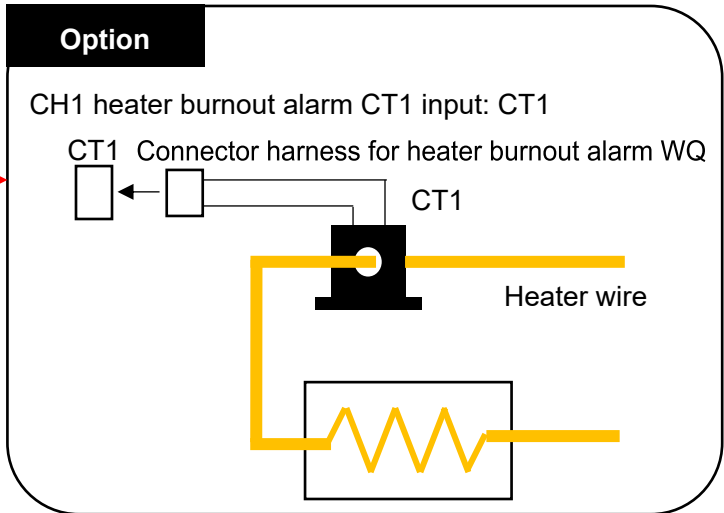 Option
CH1 heater burnout alarm CT1 input: CT1
CT1 Connector harness for heater burnout alarm WQ
CT1
Heater wire